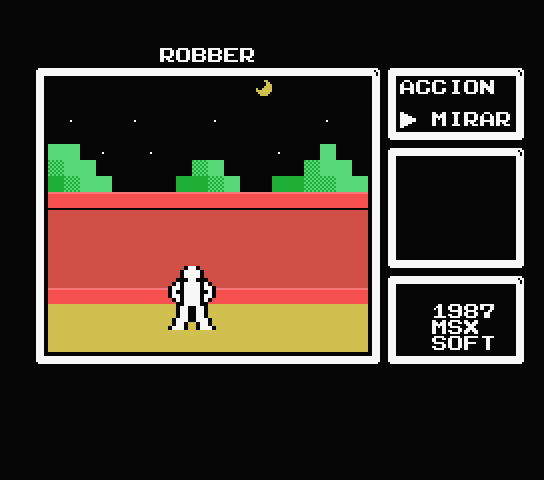 ROBBER
ACCION
▶ MIRAR
1987
MSX
SOFT